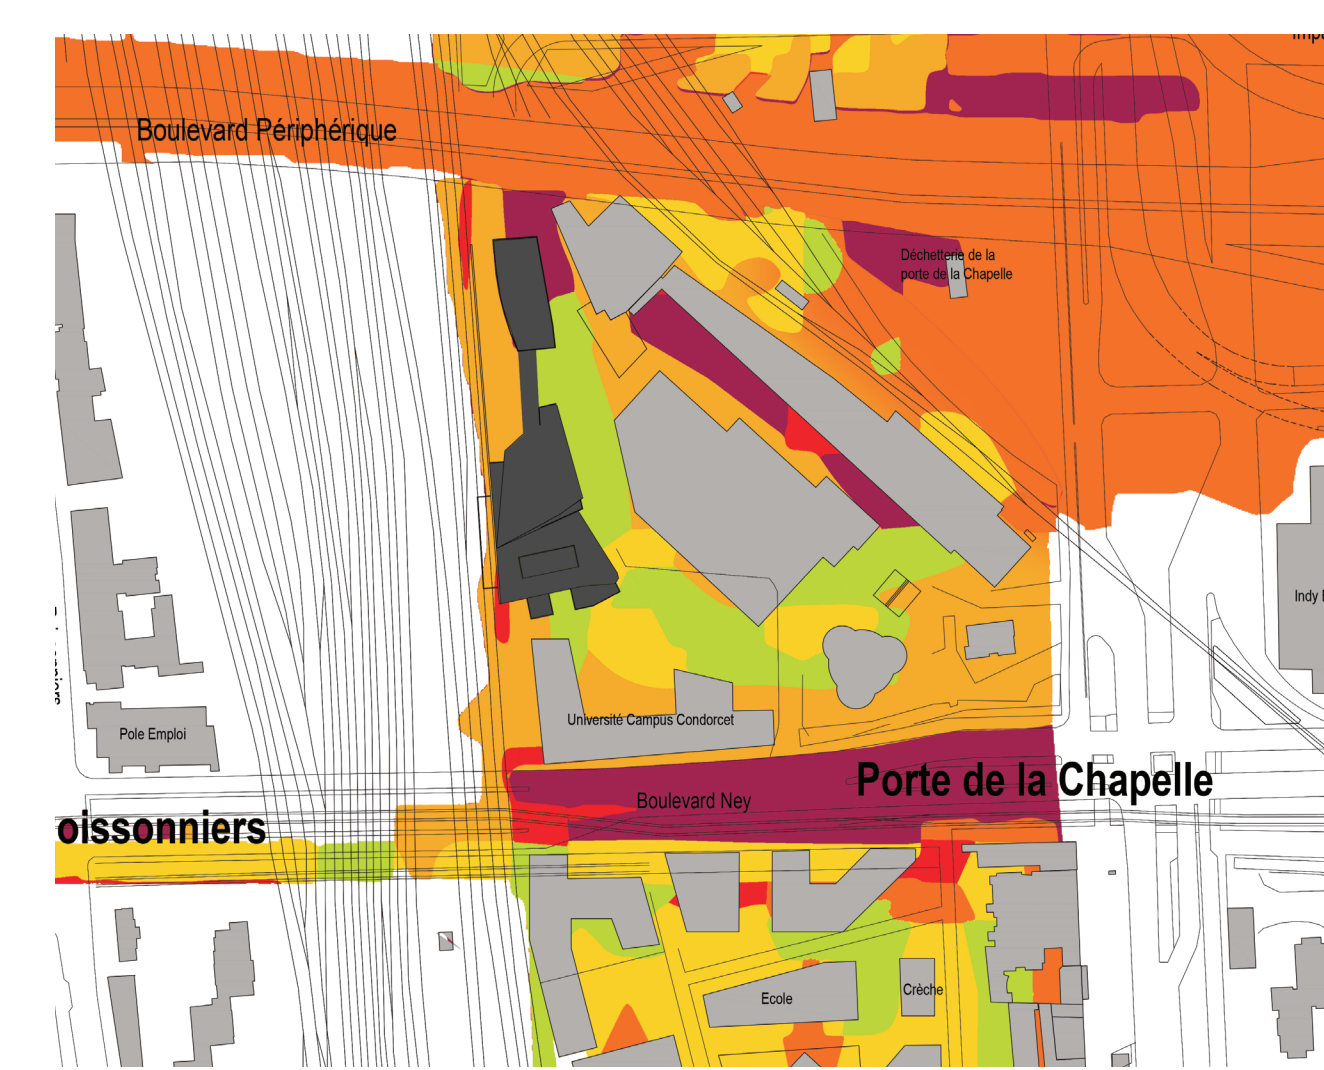 Boulevard Périphérique
Déchetterie de la
porte de la Chapelle
Indy
Pole Emploi
Université Campus Condorcet
Porte de la Chapelle
Boulevard Ney
oissonniers
Ecole
Crèche